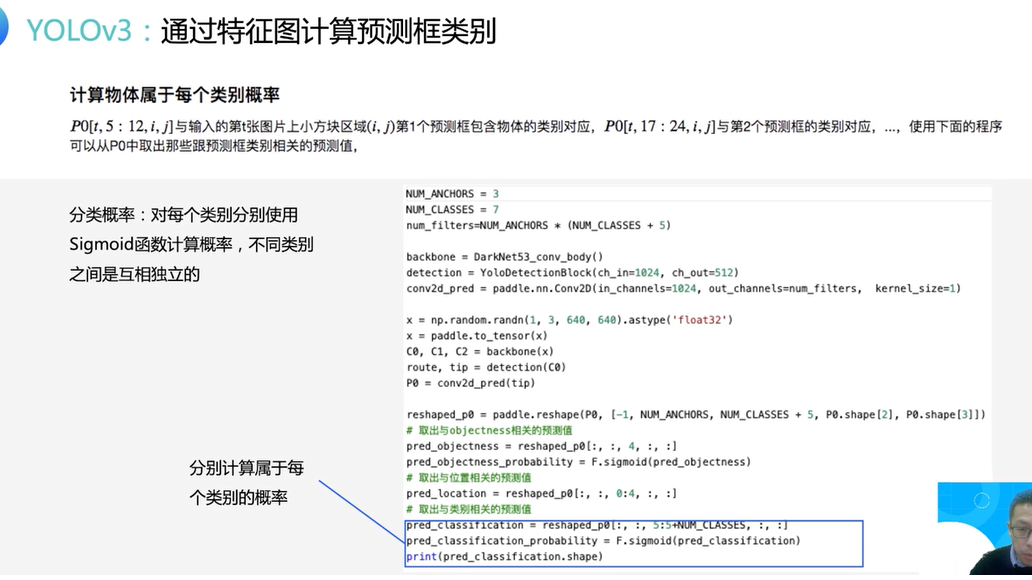 YOLOv3：通过特征图计算预测框类别
计算物体属于每个类别概率
P0[t, 5 : 12, i, j]与输入的第t张图片上小方块区域(i, j)第1个预测框包含物体的类别对应，P0[t, 17 : 24, i, j]与第2个预测框的类别对应，...，使用下面的程序
可以从P0中取出那些跟预测框类别相关的预测值，
分类概率：对每个类别分别使用
Sigmoid函数计算概率，不同类别
之间是互相独立的
NUM_ANCHORS = 3
NUM_CLASSES = 7
num_filters=NUM_ANCHORS * (NUM_CLASSES + 5)
backbone = DarkNet53_conv_body()
detection = YoloDetectionBlock(ch_in=1024, ch_out=512)
conv2d_pred = paddle.nn.Conv2D(in_channels=1024, out_channels=num_filters, kernel_size=1)
x = np.random.randn(1, 3, 640, 640).astype('float32')
x = paddle.to_tensor(x)
C0, C1, C2 = backbone(x)
route, tip = detection(C0)
P0 = conv2d_pred(tip)
reshaped_p0 = paddle.reshape(P0, [-1, NUM_ANCHORS, NUM_CLASSES + 5, P0.shape[2], P0.shape[3]])
# 取出与objectness相关的预测值
pred_objectness = reshaped_p0[:, :, 4, :, :]
pred_objectness_probability = F.sigmoid(pred_objectness)
# 取出与位置相关的预测值
pred_location = reshaped_p0[:, :, 0:4, :, :]
# 取出与类别相关的预测值
pred_classification = reshaped_p0[:, :, 5:5+NUM_CLASSES, :, :]
pred_classification_probability = F.sigmoid(pred_classification)
print(pred_classification.shape)
分别计算属于每
个类别的概率